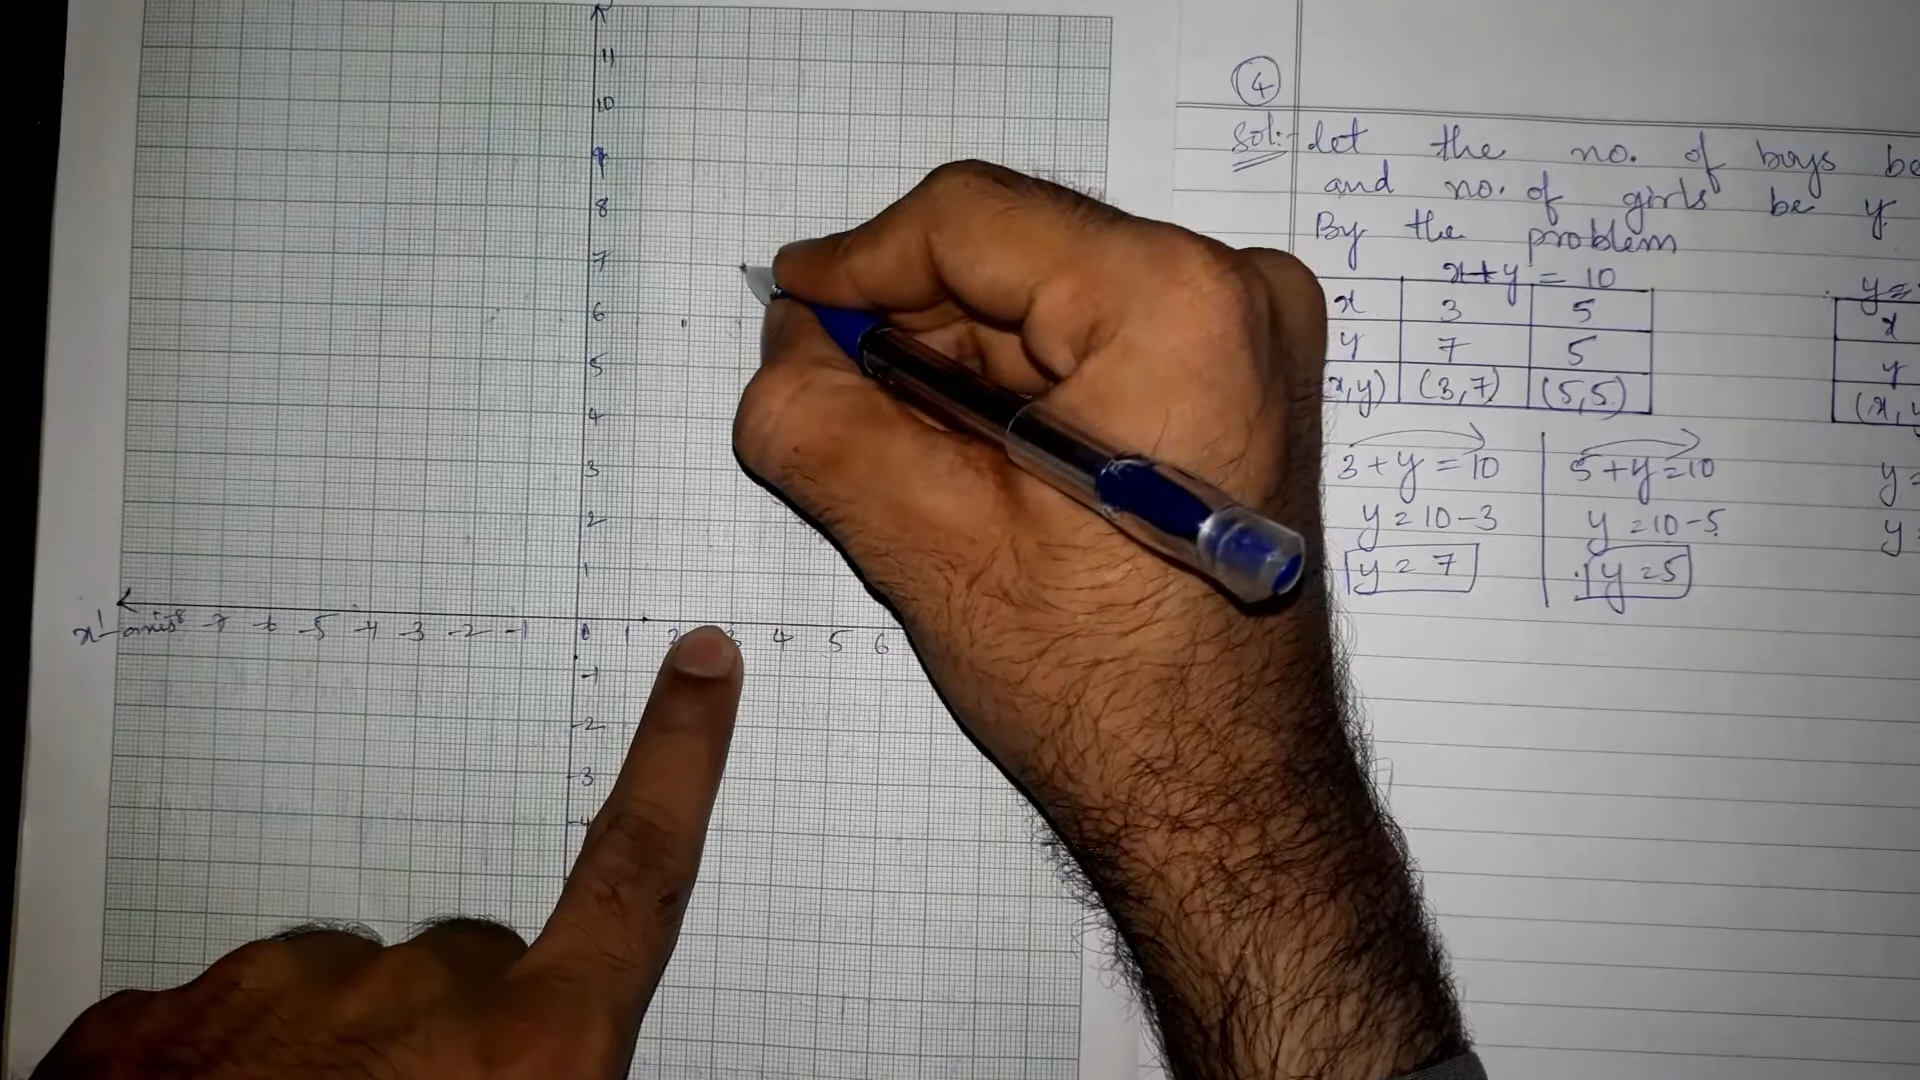 11
10
9
8
7
6
5
4
3
2
1
x' axis -8 -7 -6 -5 -4 -3 -2 -1 0 1 2 3 4 5 6
-1
-2
-3
-4
4
Sol:- Let the no. of boys be
and no. of girls be y
By the problem
x+y = 10
x 3 5
y 7 5
(x,y) (3,7) (5,5)
3+y=10
y=10-3
y=7
5+y=10
y=10-5
y=5
y=
x
y
(x,y
y=
y=